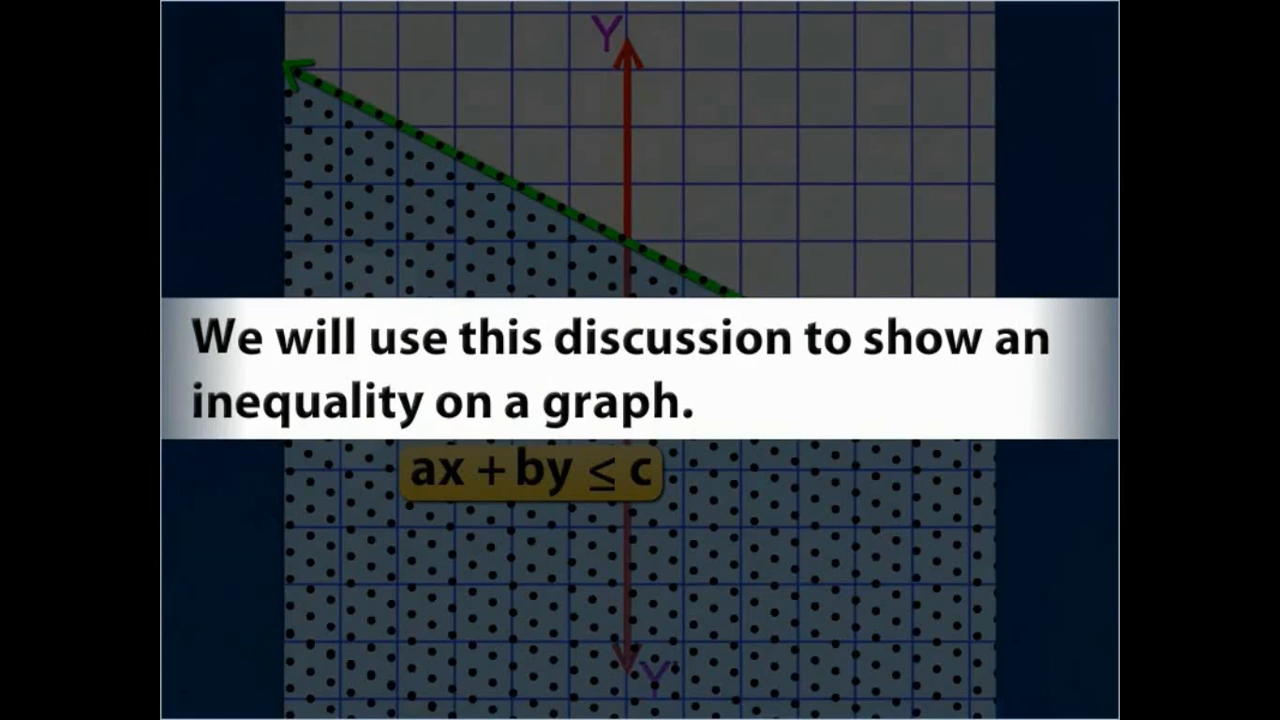 Y
We will use this discussion to show an
inequality on a graph.
ax + by ≤ c
Y'